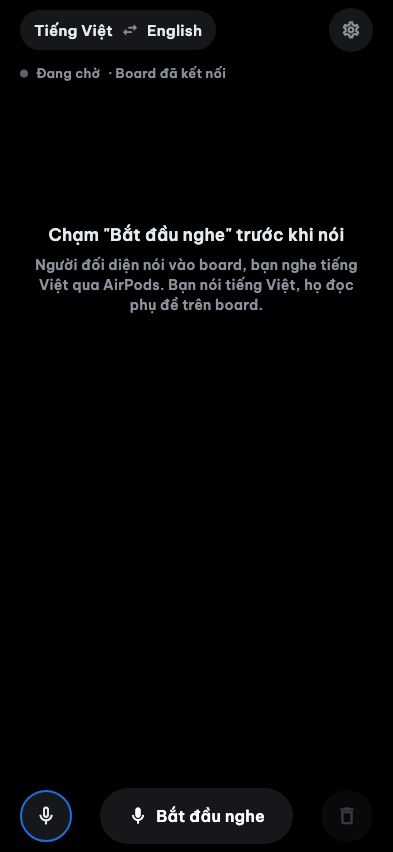 Tiếng Việt English
Đang chờ · Board đã kết nối
Chạm "Bắt đầu nghe" trước khi nói
Người đối diện nói vào board, bạn nghe tiếng
Việt qua AirPods. Bạn nói tiếng Việt, họ đọc
phụ đề trên board.
Bắt đầu nghe